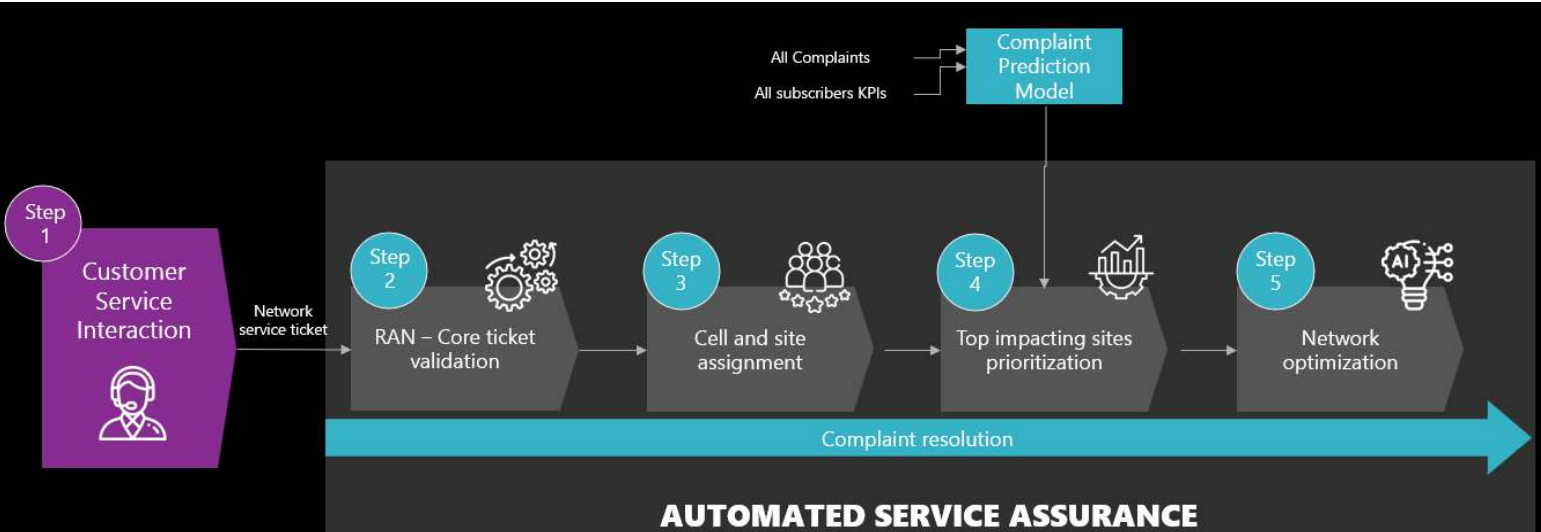 All Complaints
All subscribers KPIs
Complaint
Prediction
Model
Step
1
Customer
Service
Interaction
Network
service ticket
Step
2
RAN – Core ticket
validation
Step
3
Cell and site
assignment
Step
4
Top impacting sites
prioritization
Step
5
AI
Network
optimization
Complaint resolution
AUTOMATED SERVICE ASSURANCE